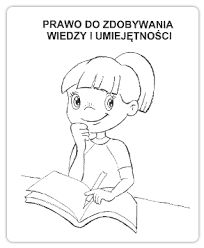 PRAWO DO ZDOBYWANIA
WIEDZY I UMIEJĘTNOŚCI